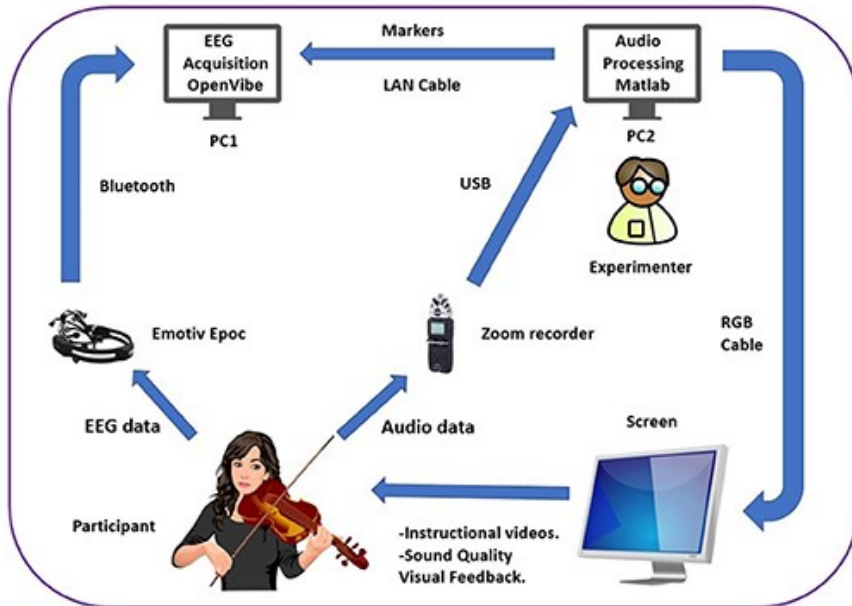 EEG
Acquisition
OpenVibe
PC1
Markers
LAN Cable
Audio
Processing
Matlab
PC2
Bluetooth
USB
Experimenter
Emotiv Epoc
Zoom recorder
RGB
Cable
EEG data
Audio data
Screen
Participant
-Instructional videos.
-Sound Quality
Visual Feedback.